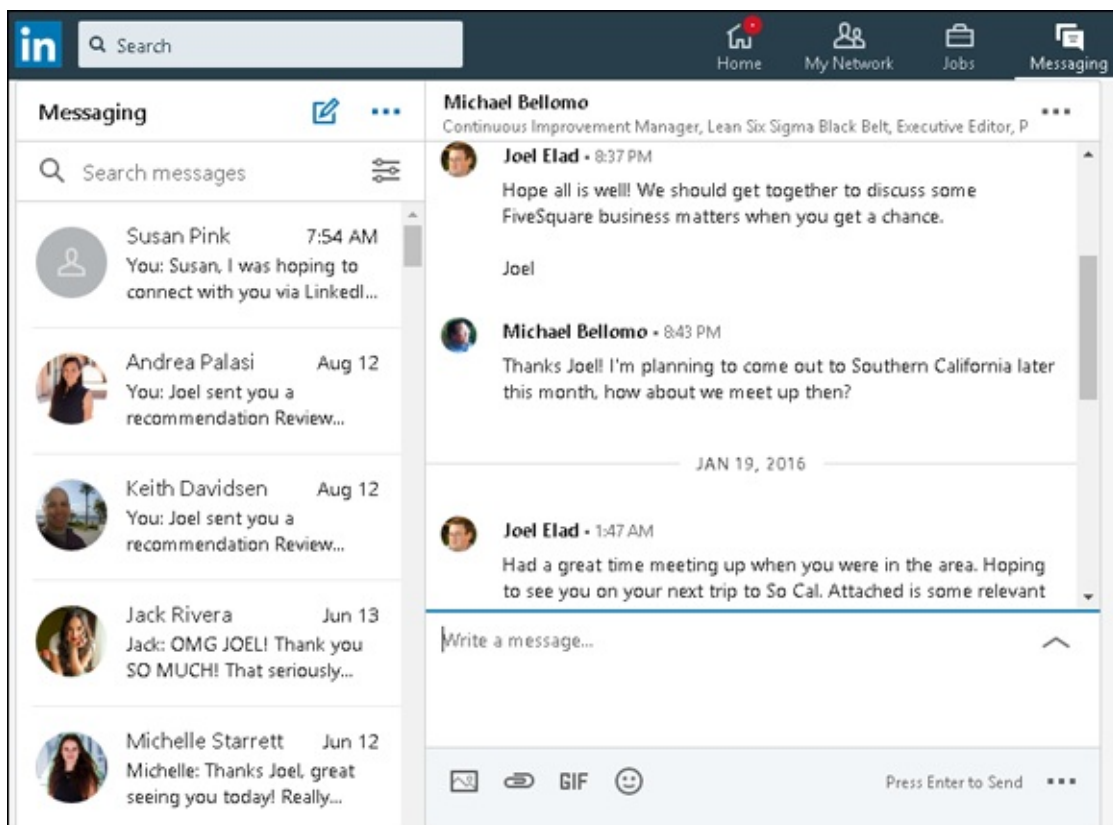 in
Search
Home
My Network
Jobs
Messaging
Messaging
Search messages
Susan Pink 7:54 AM
You: Susan, I was hoping to
connect with you via LinkedI...
Andrea Palasi Aug 12
You: Joel sent you a
recommendation Review...
Keith Davidsen Aug 12
You: Joel sent you a
recommendation Review...
Jack Rivera Jun 13
Jack: OMG JOEL! Thank you
SO MUCH! That seriously...
Michelle Starrett Jun 12
Michelle: Thanks Joel, great
seeing you today! Really...
Michael Bellomo
Continuous Improvement Manager, Lean Six Sigma Black Belt, Executive Editor, P
Joel Elad • 8:37 PM
Hope all is well! We should get together to discuss some
FiveSquare business matters when you get a chance.
Joel
Michael Bellomo • 8:43 PM
Thanks Joel! I'm planning to come out to Southern California later
this month, how about we meet up then?
JAN 19, 2016
Joel Elad • 1:47 AM
Had a great time meeting up when you were in the area. Hoping
to see you on your next trip to So Cal. Attached is some relevant
Write a message...
GIF
Press Enter to Send